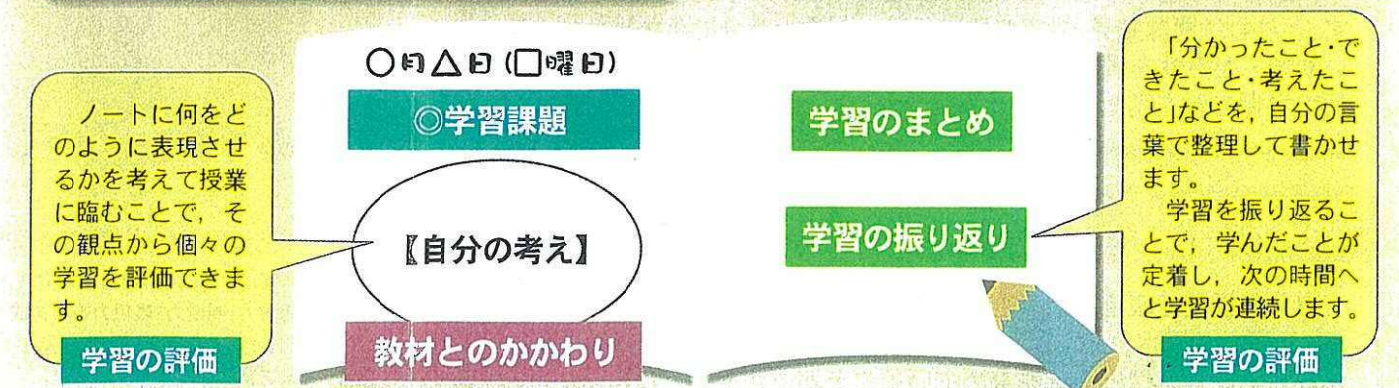 ノートに何をど
のように表現させ
るかを考えて授業
に臨むことで，そ
の観点から個々の
学習を評価できま
す。
学習の評価
○月△日(□曜日)
◎学習課題
【自分の考え】
教材とのかかわり
学習のまとめ
学習の振り返り
「分かったこと・で
きたこと・考えたこ
と」などを，自分の言
葉で整理して書かせ
ます。
学習を振り返るこ
とで，学んだことが
定着し，次の時間へ
と学習が連続します。
学習の評価